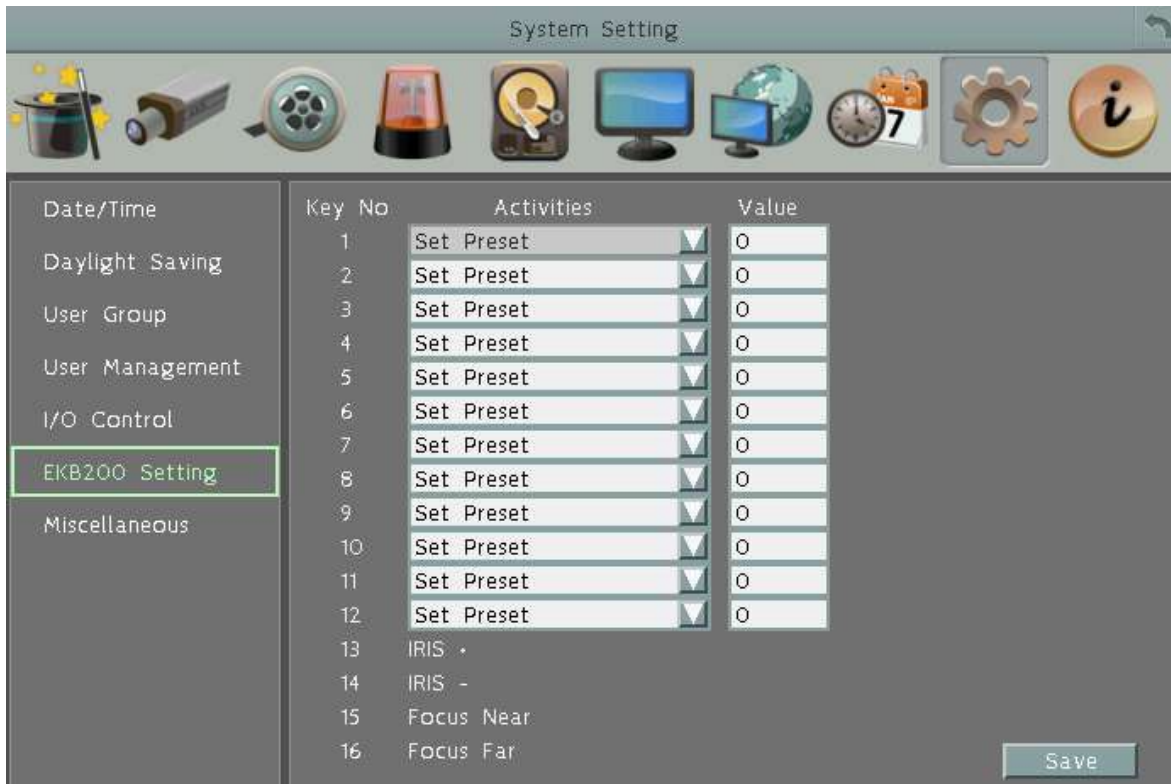 System Setting
JAN
7
Date/Time
Daylight Saving
User Group
User Management
I/O Control
EKB200 Setting
Miscellaneous
Key No Activities Value
1 Set Preset 0
2 Set Preset 0
3 Set Preset 0
4 Set Preset 0
5 Set Preset 0
6 Set Preset 0
7 Set Preset 0
8 Set Preset 0
9 Set Preset 0
10 Set Preset 0
11 Set Preset 0
12 Set Preset 0
13 IRIS +
14 IRIS -
15 Focus Near
16 Focus Far
Save